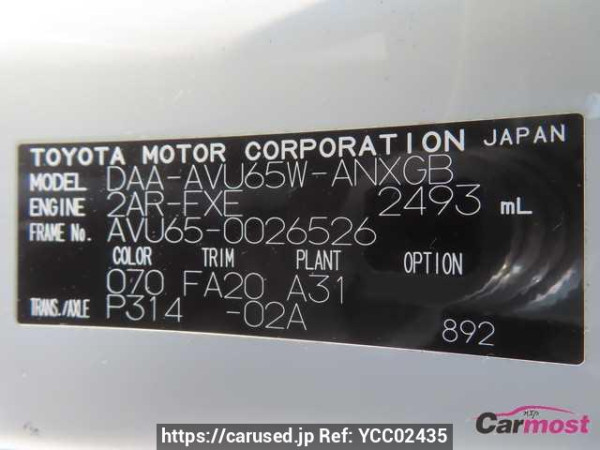 TOYOTA MOTOR CORPORATION JAPAN
MODEL DAA-AVU65W-ANXGB
ENGINE 2AR-FXE 2493 mL
FRAME No. AVU65-0026526
COLOR TRIM PLANT OPTION
070 FA20 A31
TRANS./AXLE P314 -02A
892
Carmost
https://carused.jp Ref: YCC02435